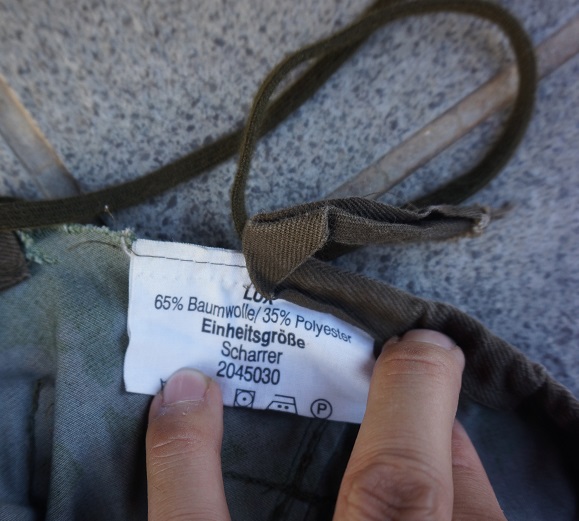 LUX
65% Baumwolle/ 35% Polyester
Einheitsgröße
Scharrer
2045030
P